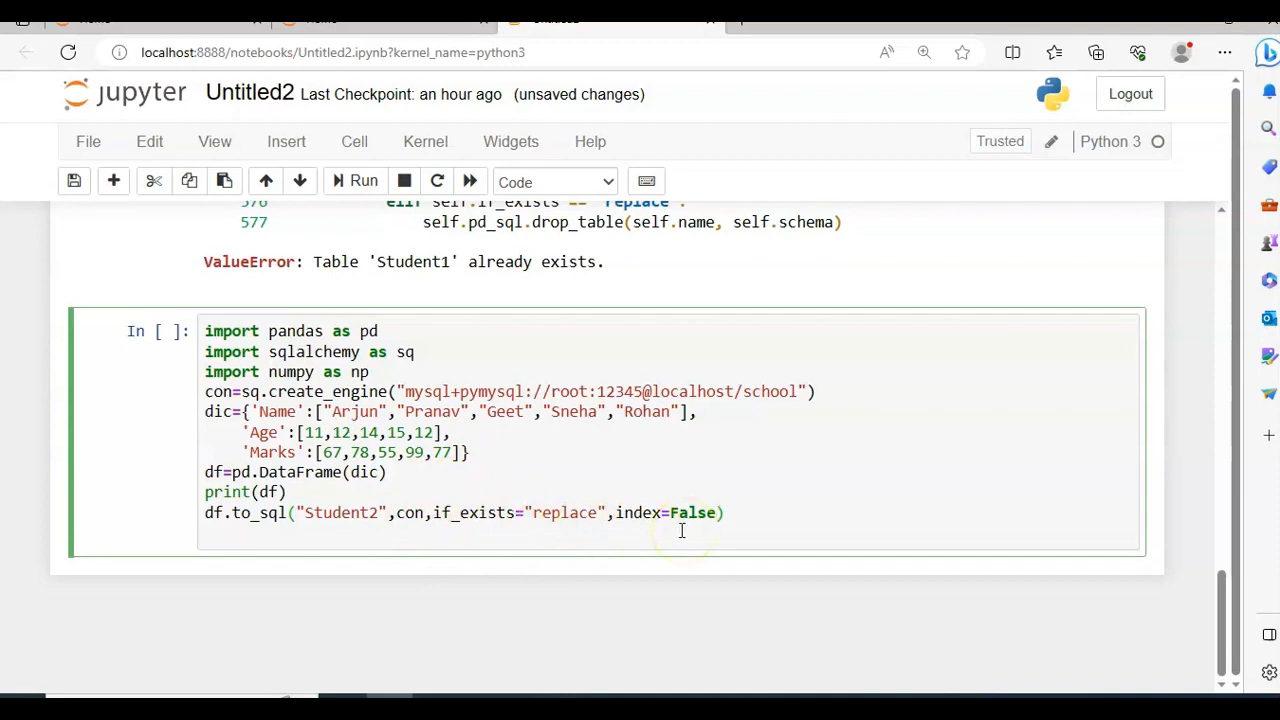 localhost:8888/notebooks/Untitled2.ipynb?kernel_name=python3
jupyter Untitled2 Last Checkpoint: an hour ago (unsaved changes) Logout
File Edit View Insert Cell Kernel Widgets Help Trusted Python 3
Run Code
576 elif self.if_exists == "replace":
577 self.pd_sql.drop_table(self.name, self.schema)
ValueError: Table 'Student1' already exists.
In [ ]: import pandas as pd
import sqlalchemy as sq
import numpy as np
con=sq.create_engine("mysql+pymysql://root:12345@localhost/school")
dic={'Name':["Arjun","Pranav","Geet","Sneha","Rohan"],
'Age':[11,12,14,15,12],
'Marks':[67,78,55,99,77]}
df=pd.DataFrame(dic)
print(df)
df.to_sql("Student2",con,if_exists="replace",index=False)